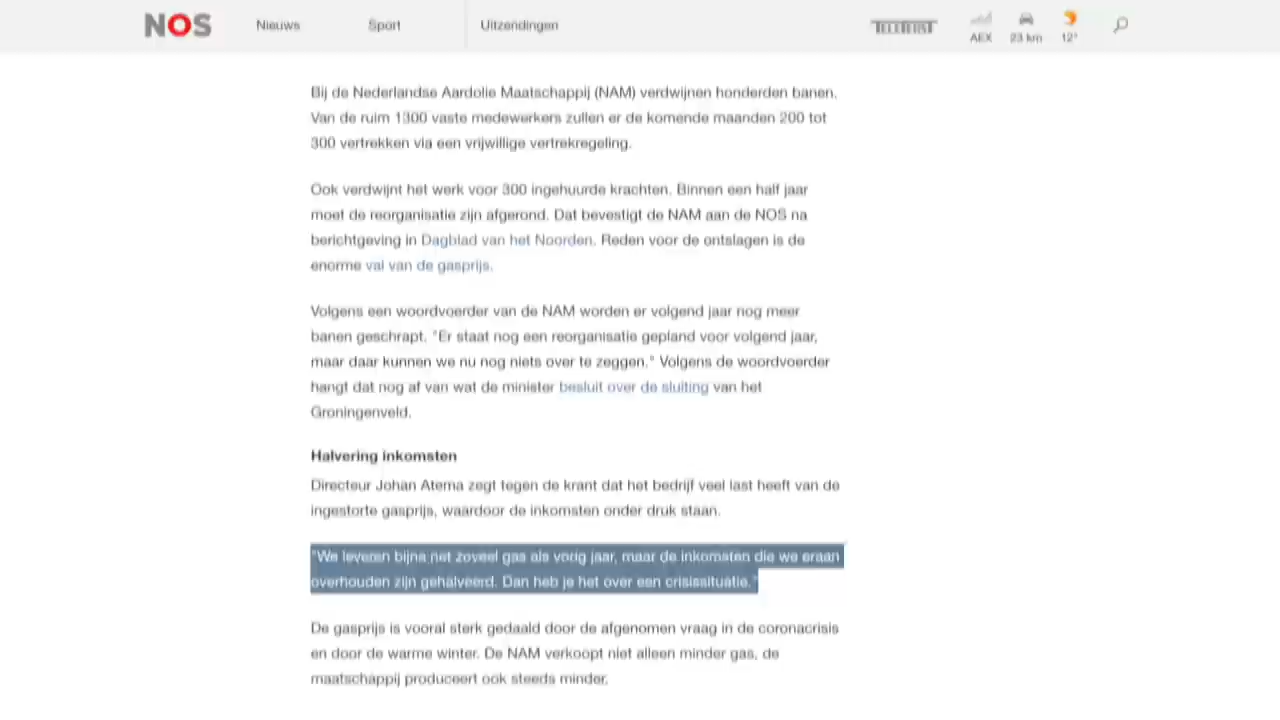 NOS Nieuws Sport Uitzendingen TELETEKST AEX 23 km 12°
Bij de Nederlandse Aardolie Maatschappij (NAM) verdwijnen honderden banen.
Van de ruim 1300 vaste medewerkers zullen er de komende maanden 200 tot
300 vertrekken via een vrijwillige vertrekregeling.
Ook verdwijnt het werk voor 300 ingehuurde krachten. Binnen een half jaar
moet de reorganisatie zijn afgerond. Dat bevestigt de NAM aan de NOS na
berichtgeving in Dagblad van het Noorden. Reden voor de ontslagen is de
enorme val van de gasprijs.
Volgens een woordvoerder van de NAM worden er volgend jaar nog meer
banen geschrapt. "Er staat nog een reorganisatie gepland voor volgend jaar,
maar daar kunnen we nu nog niets over te zeggen." Volgens de woordvoerder
hangt dat nog af van wat de minister besluit over de sluiting van het
Groningenveld.
Halvering inkomsten
Directeur Johan Atema zegt tegen de krant dat het bedrijf veel last heeft van de
ingestorte gasprijs, waardoor de inkomsten onder druk staan.
"We leveren bijna net zoveel gas als vorig jaar, maar de inkomsten die we eraan
overhouden zijn gehalveerd. Dan heb je het over een crisissituatie."
De gasprijs is vooral sterk gedaald door de afgenomen vraag in de coronacrisis
en door de warme winter. De NAM verkoopt niet alleen minder gas, de
maatschappij produceert ook steeds minder.